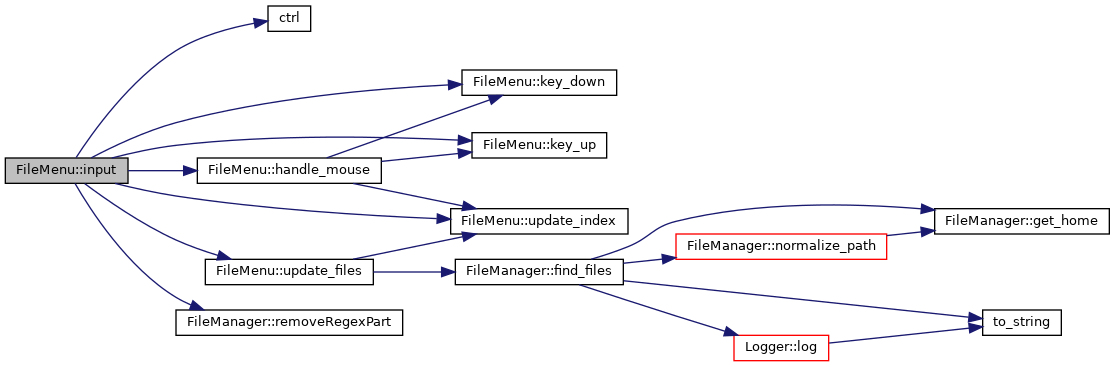 ctrl
FileMenu::key_down
FileMenu::key_up
FileMenu::input
FileMenu::handle_mouse
FileMenu::update_index
FileManager::get_home
FileManager::normalize_path
FileMenu::update_files
FileManager::find_files
FileManager::removeRegexPart
to_string
Logger::log